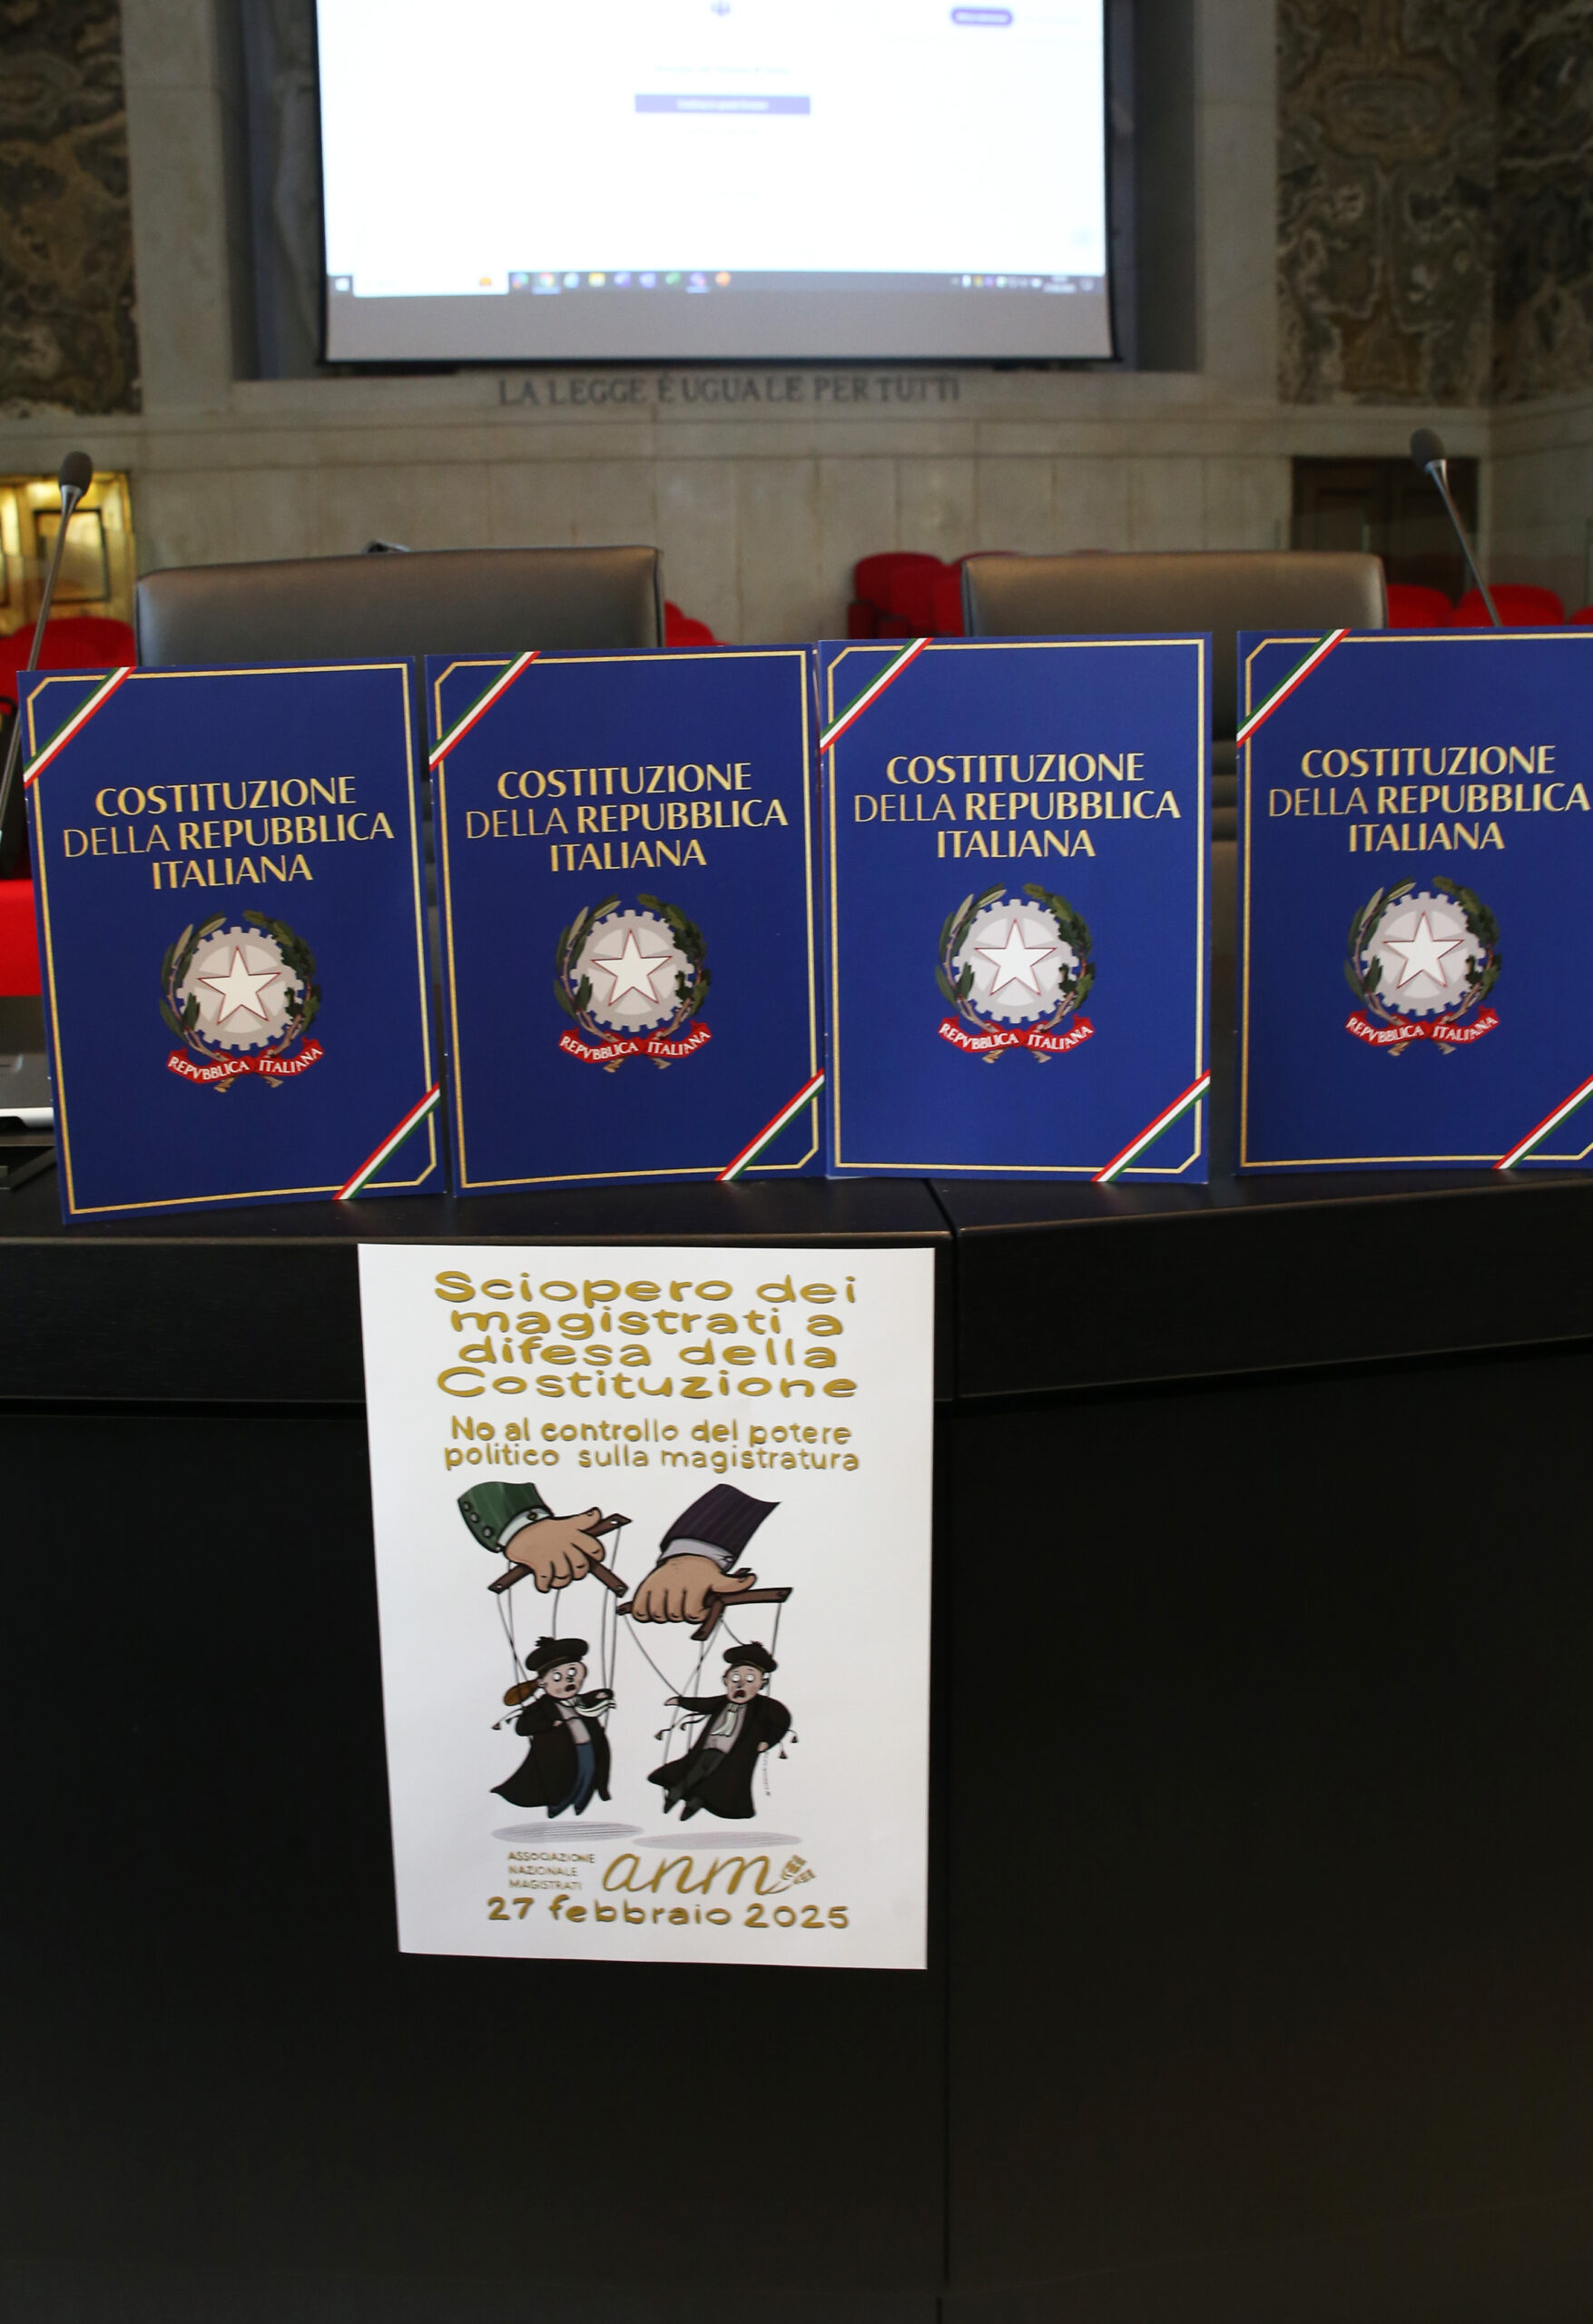 LA LEGGE È UGUALE PER TUTTI
COSTITUZIONE
DELLA REPUBBLICA
ITALIANA
REPVBBLICA ITALIANA
COSTITUZIONE
DELLA REPUBBLICA
ITALIANA
REPVBBLICA ITALIANA
COSTITUZIONE
DELLA REPUBBLICA
ITALIANA
REPVBBLICA ITALIANA
COSTITUZIONE
DELLA REPUBBLICA
ITALIANA
REPVBBLICA ITALIANA
Sciopero dei
magistrati a
difesa della
Costituzione
No al controllo del potere
politico sulla magistratura
ASSOCIAZIONE
NAZIONALE
MAGISTRATI
anm
27 febbraio 2025